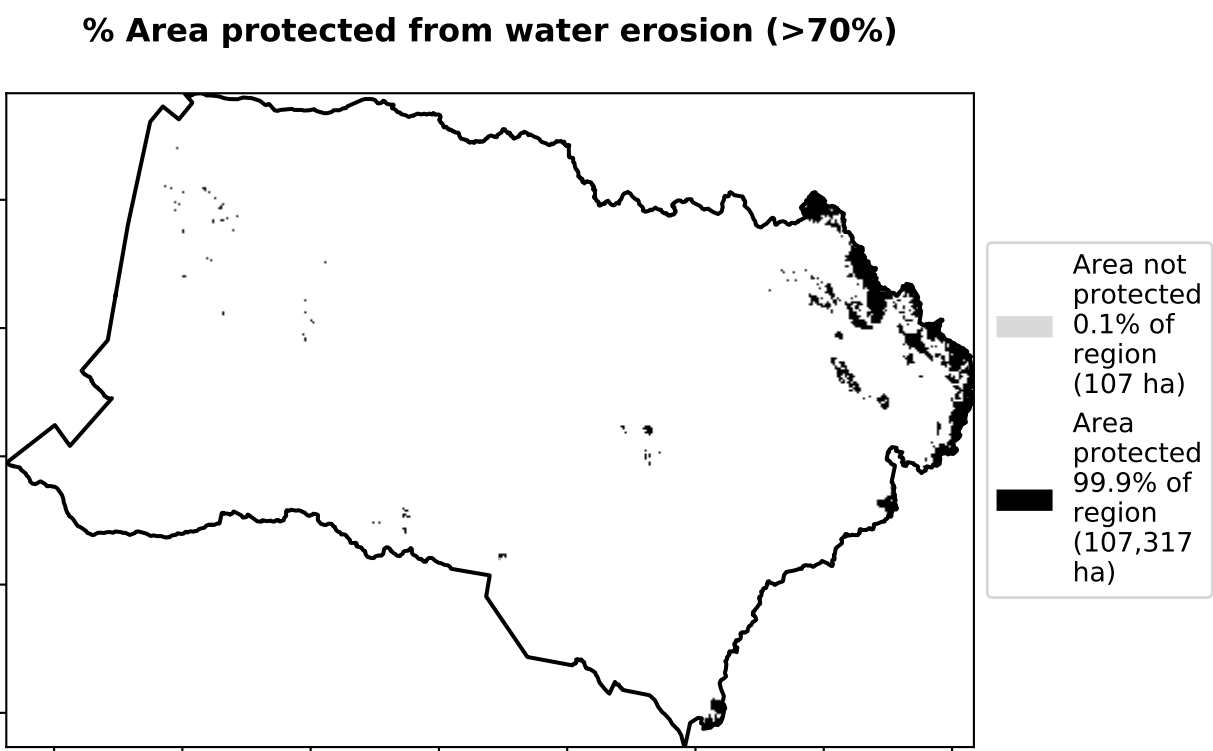 % Area protected from water erosion (>70%)
Area not
protected
0.1% of
region
(107 ha)
Area
protected
99.9% of
region
(107,317
ha)